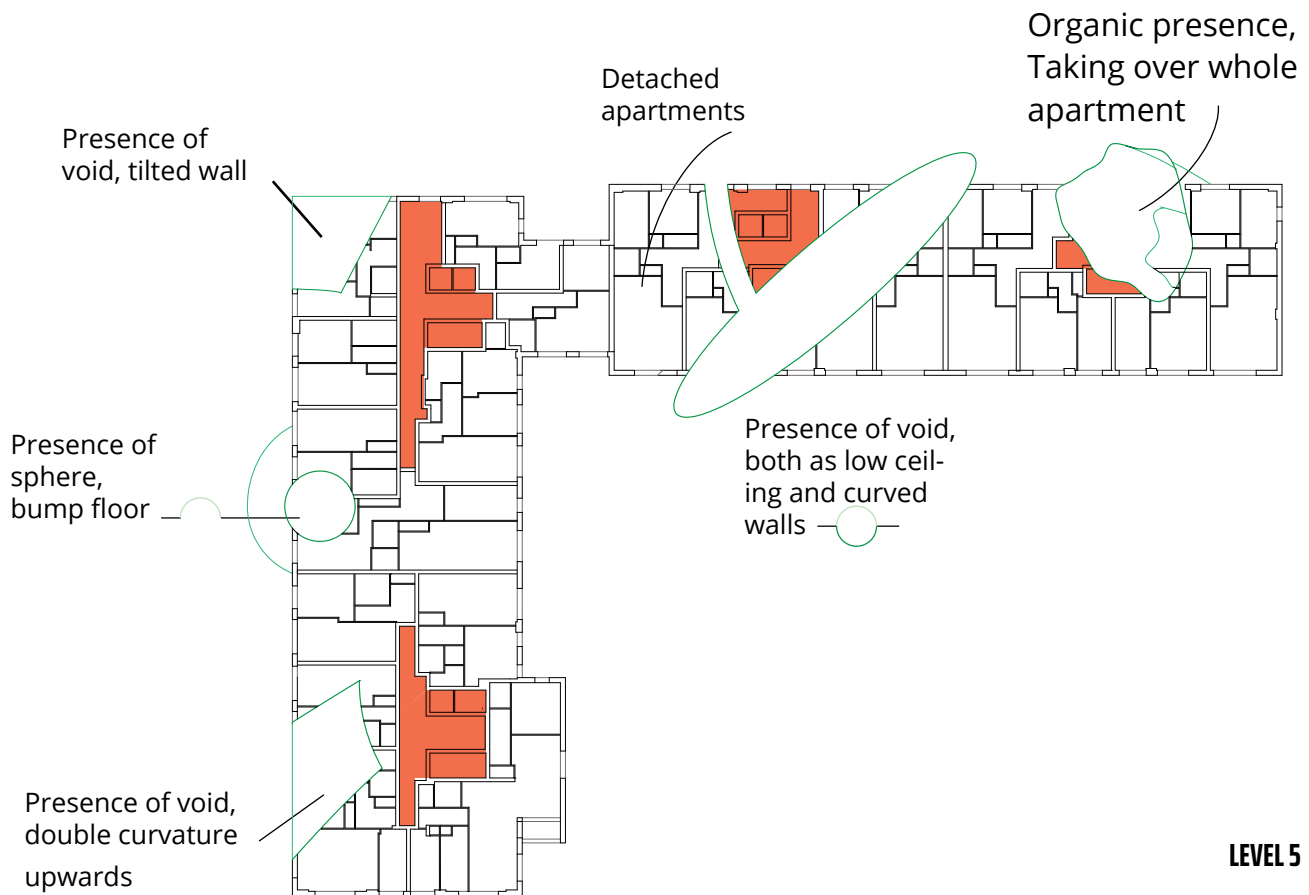 Organic presence,
Taking over whole
apartment
Detached
apartments
Presence of
void, tilted wall
Presence of
sphere,
bump floor
Presence of void,
both as low ceil-
ing and curved
walls
Presence of void,
double curvature
upwards
LEVEL 5